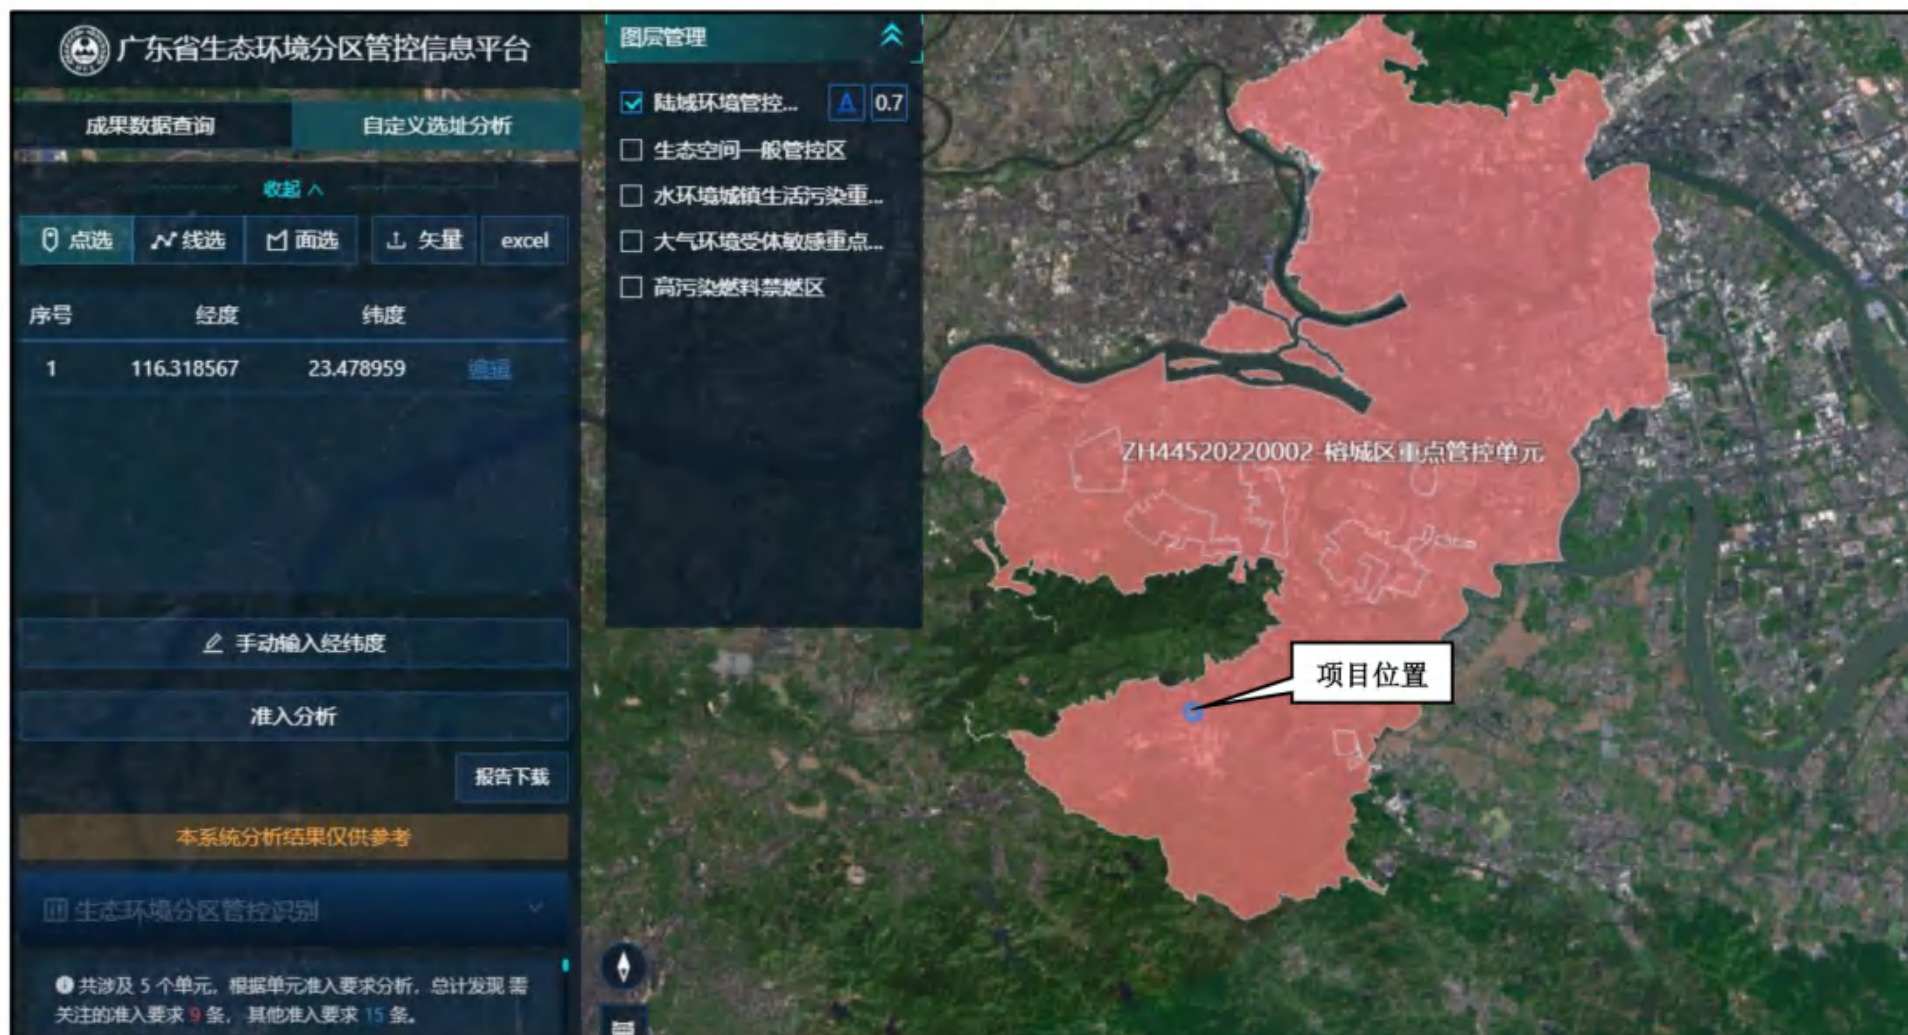 广东省生态环境分区管控信息平台
成果数据查询
自定义选址分析
收起
点选
线选
面选
矢量
excel
序号 经度 纬度
1 116.318567 23.478959 编辑
手动输入经纬度
准入分析
报告下载
本系统分析结果仅供参考
生态环境分区管控识别
共涉及 5 个单元, 根据单元准入要求分析, 总计发现 需
关注的准入要求 9 条, 其他准入要求 15 条。
图层管理
陆域环境管控... A 0.7
生态空间一般管控区
水环境城镇生活污染重...
大气环境受体敏感重点...
高污染燃料禁燃区
ZH44520220002-榕城区重点管控单元
项目位置